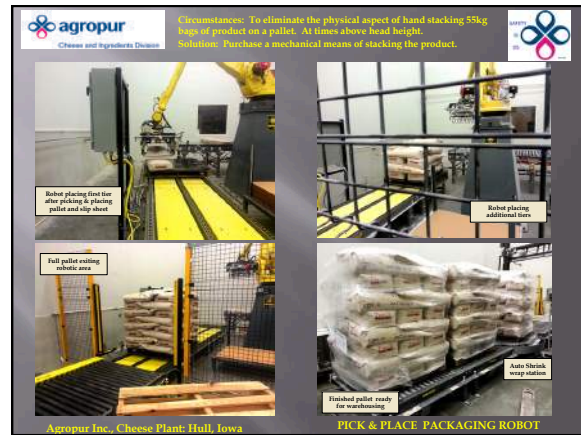 agropur
Cheese and Ingredients Division
Circumstances: To eliminate the physical aspect of hand stacking 55kg
bags of product on a pallet. At times above head height.
Solution: Purchase a mechanical means of stacking the product.
Robot placing first tier
after picking & placing
pallet and slip sheet
Robot placing
additional tiers
Full pallet exiting
robotic area
Auto Shrink
wrap station
Finished pallet ready
for warehousing
Agropur Inc., Cheese Plant: Hull, Iowa
PICK & PLACE PACKAGING ROBOT